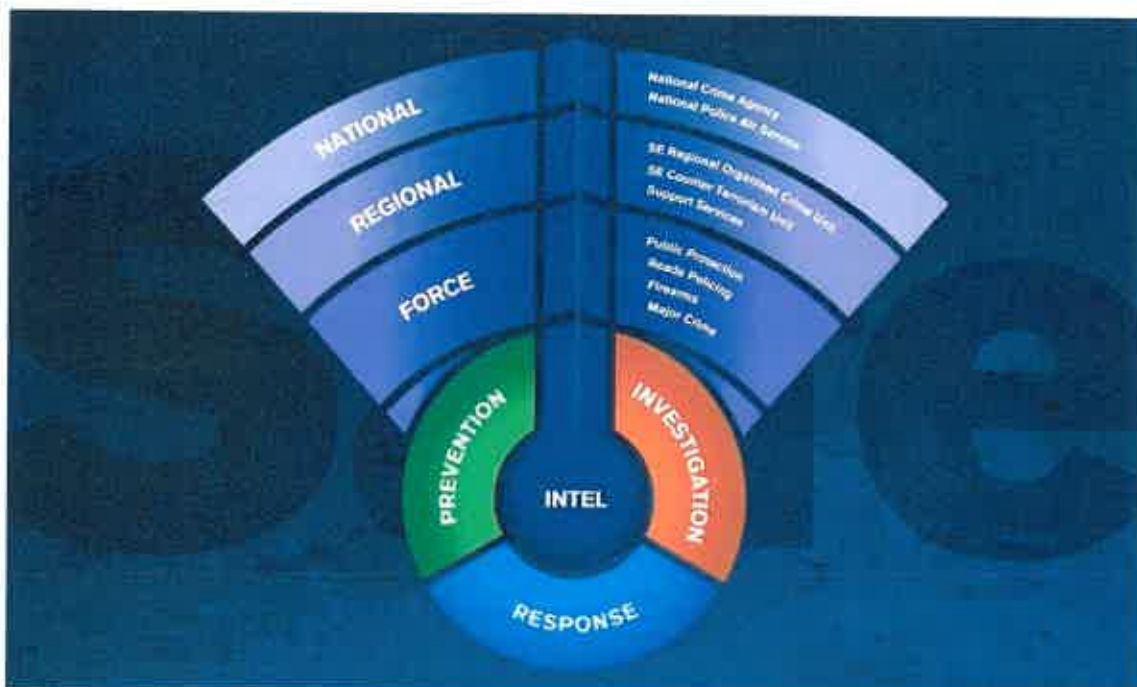 NATIONAL
National Crime Agency
National Police Air Service
REGIONAL
SE Regional Organised Crime Unit
SE Counter Terrorism Unit
Support Services
FORCE
Public Protection
Roads Policing
Firearms
Major Crime
PREVENTION
INVESTIGATION
INTEL
RESPONSE